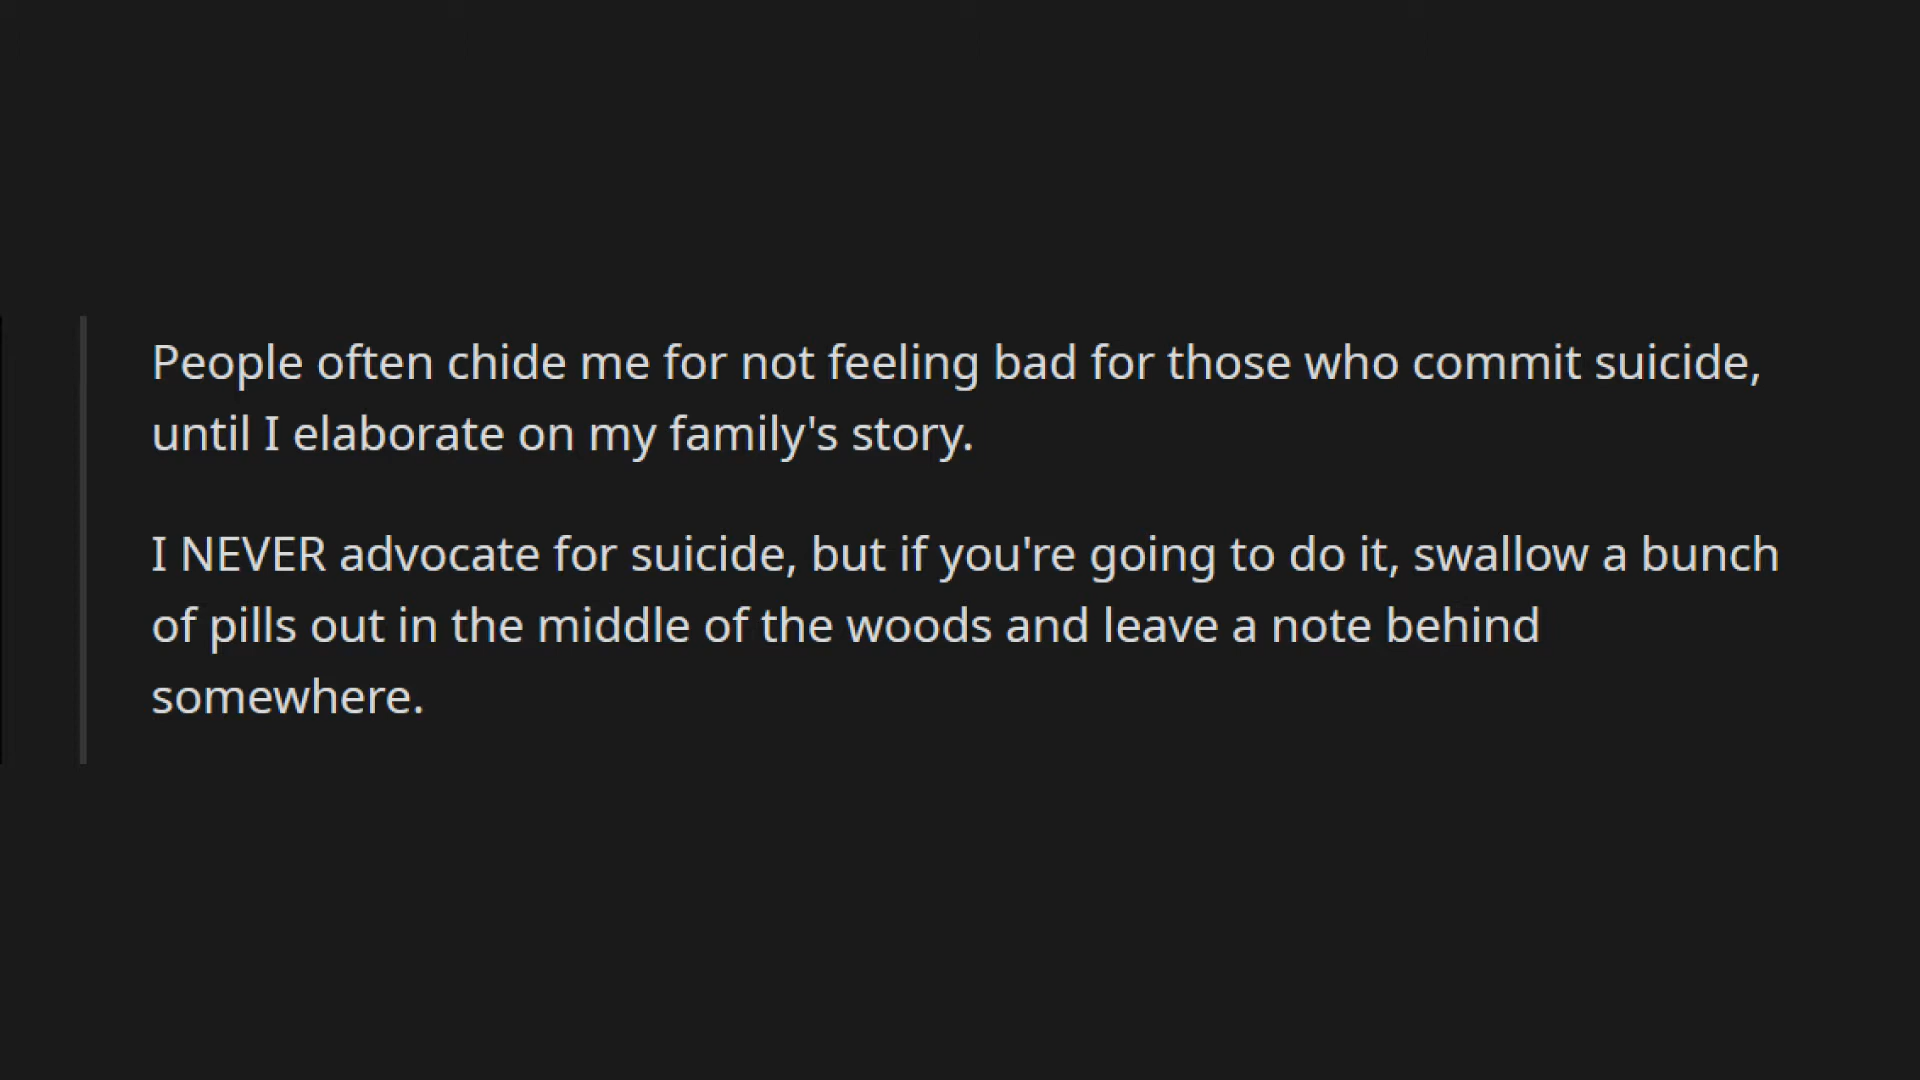 People often chide me for not feeling bad for those who commit suicide,
until I elaborate on my family's story.
I NEVER advocate for suicide, but if you're going to do it, swallow a bunch
of pills out in the middle of the woods and leave a note behind
somewhere.